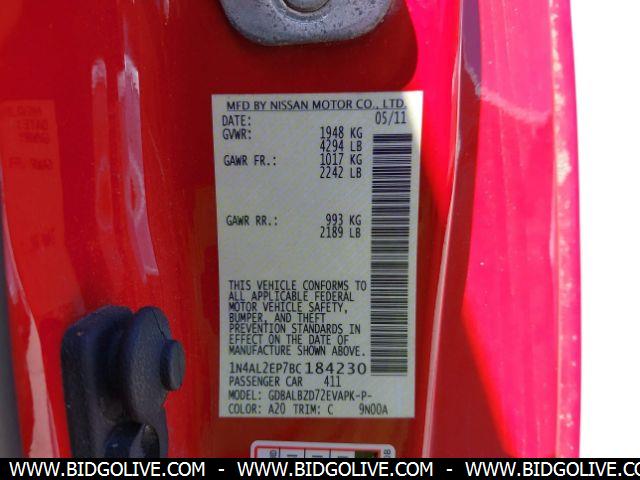 MFD BY NISSAN MOTOR CO., LTD.
DATE: 05/11
GVWR: 1948 KG
4294 LB
GAWR FR.: 1017 KG
2242 LB
GAWR RR.: 993 KG
2189 LB
THIS VEHICLE CONFORMS TO
ALL APPLICABLE FEDERAL
MOTOR VEHICLE SAFETY,
BUMPER, AND THEFT
PREVENTION STANDARDS IN
EFFECT ON THE DATE OF
MANUFACTURE SHOWN ABOVE.
1N4AL2EP7BC184230
PASSENGER CAR 411
MODEL: GDBALBZD72EVAPK-P-
COLOR: A20 TRIM: C 9N00A
WWW.BIDGOLIVE.COM - WWW.BIDGOLIVE.COM - WWW.BIDGOLIVE.COM